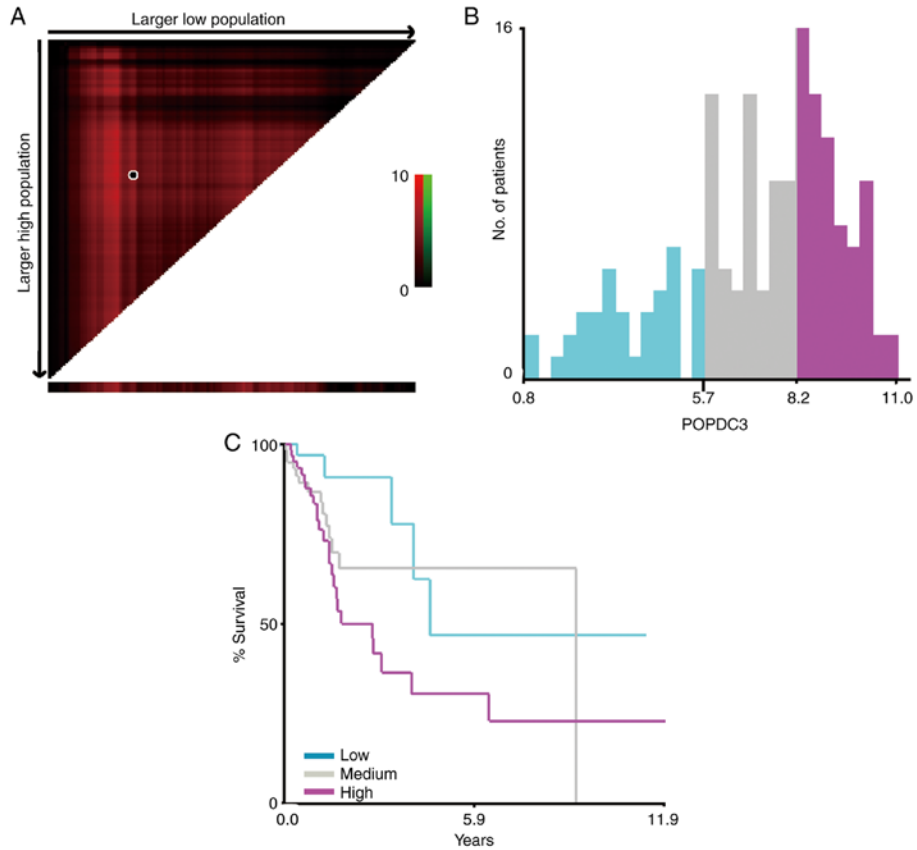 A
Larger low population
Larger high population
10
0
B
16
No. of patients
0
0.8
5.7
8.2
11.0
POPDC3
C
100
% Survival
50
0
Low
Medium
High
0.0
5.9
11.9
Years